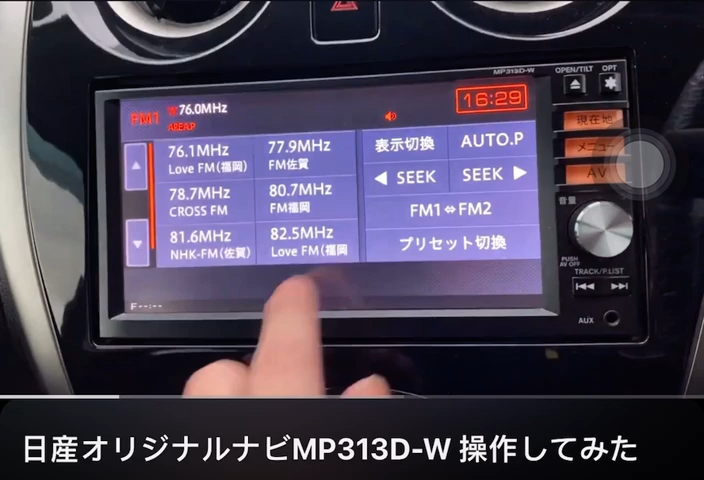 MP313D-W
OPEN/TILT OPT
FM1 76.0MHz
AREA.P
16:29
現在地
76.1MHz
Love FM(福岡)
77.9MHz
FM佐賀
表示切換
AUTO.P
メニュー
AV
78.7MHz
CROSS FM
80.7MHz
FM福岡
◀ SEEK
SEEK ▶
音量
FM1⇔FM2
81.6MHz
NHK-FM(佐賀)
82.5MHz
Love FM(福岡
プリセット切換
PUSH
AV OFF
TRACK/P.LIST
AUX
日産オリジナルナビMP313D-W 操作してみた